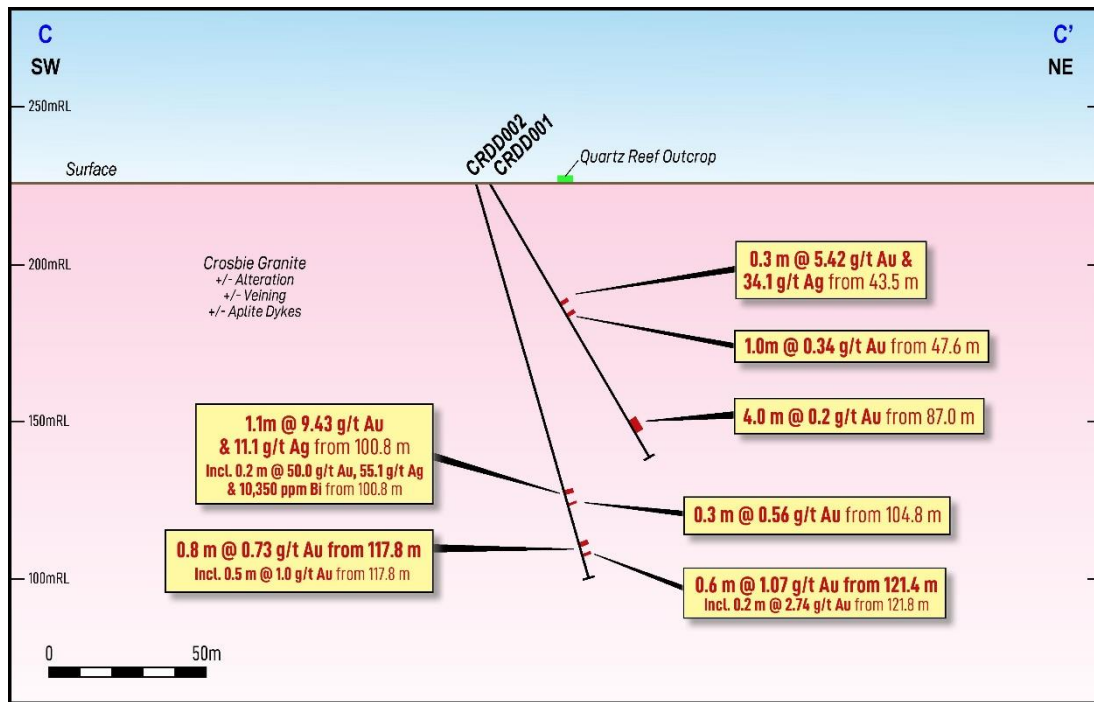 C
SW
C'
NE
250mRL
CRDD002
CRDD001
Quartz Reef Outcrop
Surface
200mRL
Crosbie Granite
+/- Alteration
+/- Veining
+/- Aplite Dykes
0.3 m @ 5.42 g/t Au &
34.1 g/t Ag from 43.5 m
1.0m @ 0.34 g/t Au from 47.6 m
150mRL
4.0 m @ 0.2 g/t Au from 87.0 m
1.1m @ 9.43 g/t Au
& 11.1 g/t Ag from 100.8 m
Incl. 0.2 m @ 50.0 g/t Au, 55.1 g/t Ag
& 10,350 ppm Bi from 100.8 m
0.3 m @ 0.56 g/t Au from 104.8 m
0.8 m @ 0.73 g/t Au from 117.8 m
Incl. 0.5 m @ 1.0 g/t Au from 117.8 m
100mRL
0.6 m @ 1.07 g/t Au from 121.4 m
Incl. 0.2 m @ 2.74 g/t Au from 121.8 m
0 50m